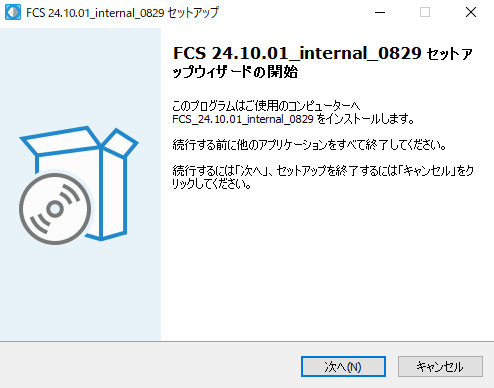 FCS 24.10.01_internal_0829 セットアップ
FCS 24.10.01_internal_0829 セットア
ップウィザードの開始
このプログラムはご使用のコンピューターへ
FCS_24.10.01_internal_0829 をインストールします。
続行する前に他のアプリケーションをすべて終了してください。
続行するには「次へ」、セットアップを終了するには「キャンセル」をク
リックしてください。
次へ(N)
キャンセル